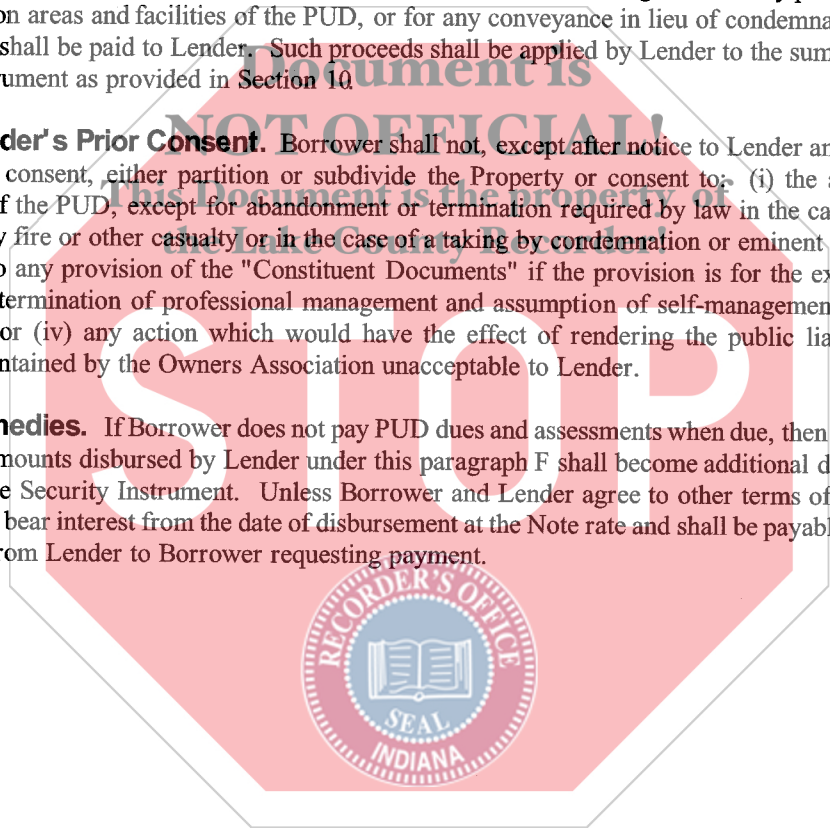 on areas and facilities of the PUD, or for any conveyance in lieu of condemna
shall be paid to Lender. Such proceeds shall be applied by Lender to the sum
rument as provided in Section 10.
Document is
NOT OFFICIAL!
This Document is the property of
the Lake County Recorder!
der's Prior Consent. Borrower shall not, except after notice to Lender an
consent, either partition or subdivide the Property or consent to: (i) the a
f the PUD, except for abandonment or termination required by law in the ca
y fire or other casualty or in the case of a taking by condemnation or eminent
o any provision of the "Constituent Documents" if the provision is for the ex
termination of professional management and assumption of self-managemen
or (iv) any action which would have the effect of rendering the public lia
ntained by the Owners Association unacceptable to Lender.
STOP
nedies. If Borrower does not pay PUD dues and assessments when due, then
mounts disbursed by Lender under this paragraph F shall become additional d
e Security Instrument. Unless Borrower and Lender agree to other terms of
bear interest from the date of disbursement at the Note rate and shall be payabl
rom Lender to Borrower requesting payment.
RECORDER'S OFFICE
SEAL
INDIANA